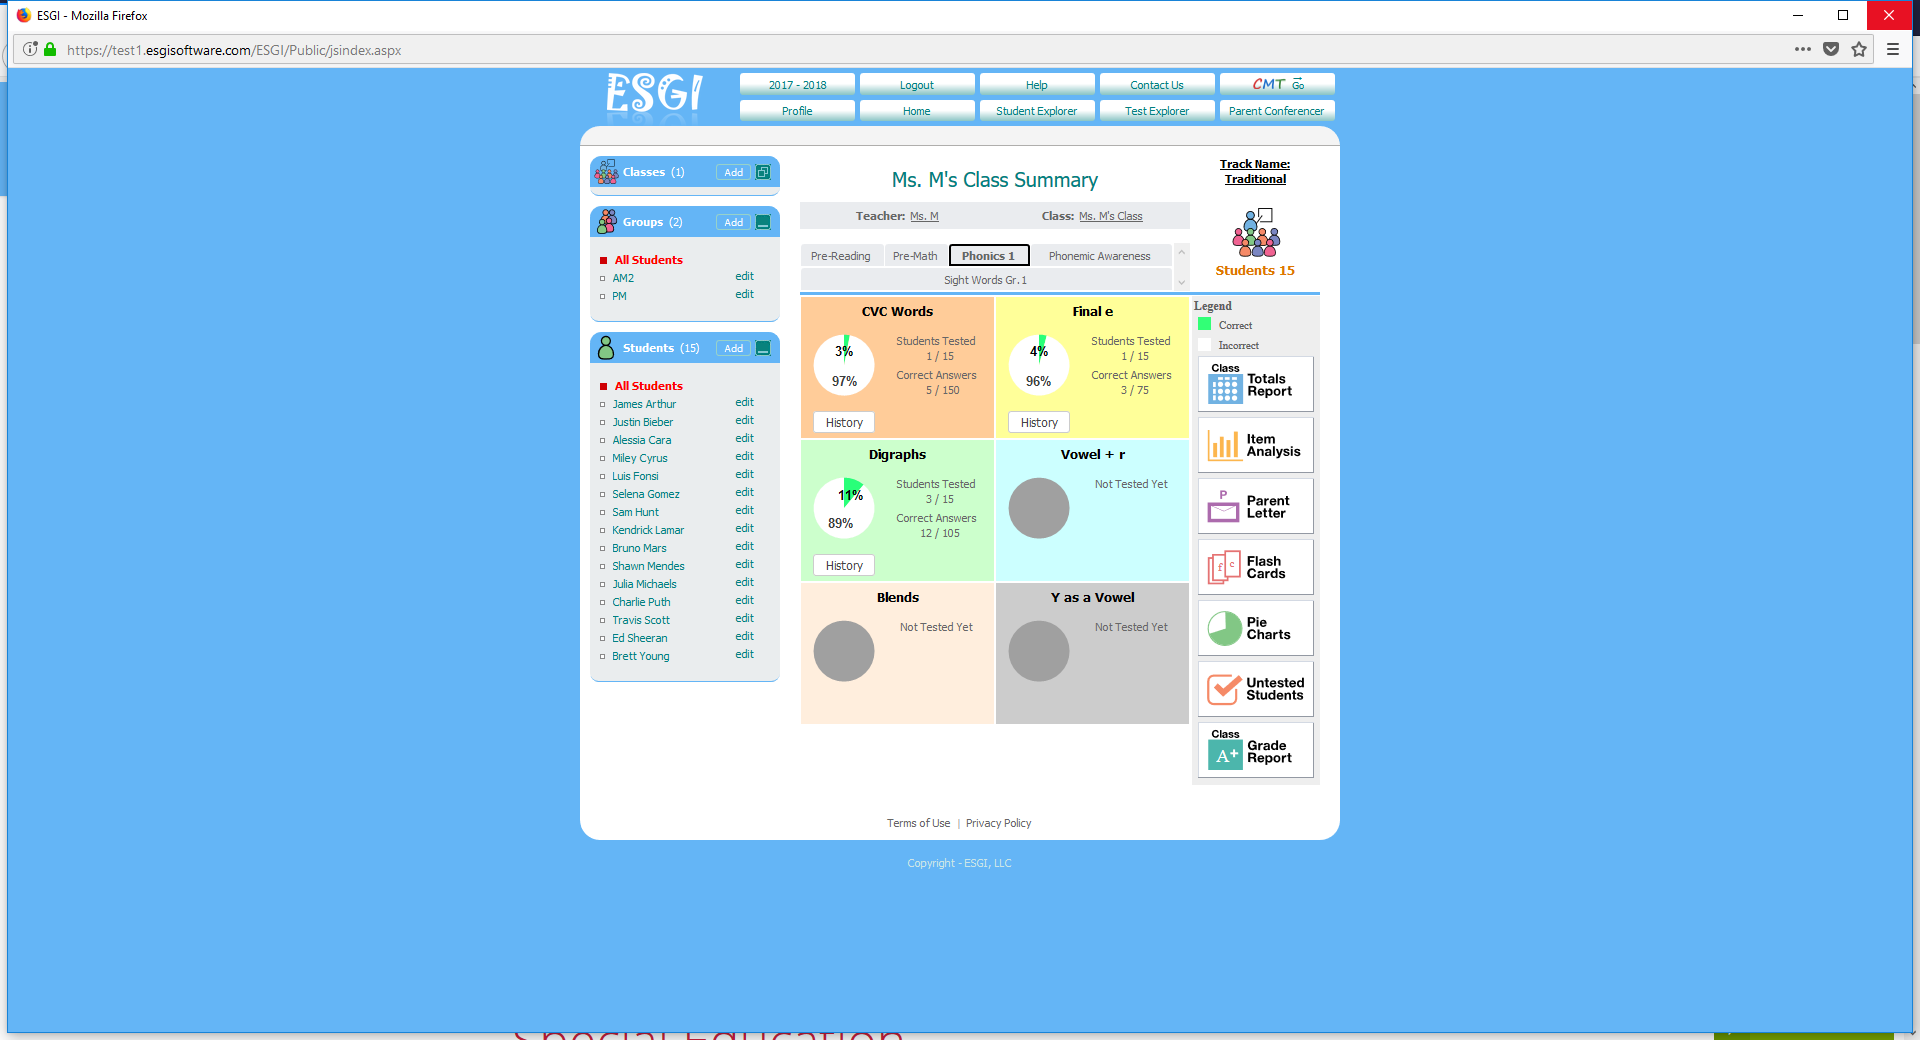 ESGI - Mozilla Firefox
https://test1.esgisoftware.com/ESGI/Public/jsindex.aspx
ESGI
2017 - 2018 Logout Help Contact Us CMT Go
Profile Home Student Explorer Test Explorer Parent Conferencer
Classes (1) Add
Groups (2) Add
All Students
AM2 edit
PM edit
Students (15) Add
All Students
James Arthur edit
Justin Bieber edit
Alessia Cara edit
Miley Cyrus edit
Luis Fonsi edit
Selena Gomez edit
Sam Hunt edit
Kendrick Lamar edit
Bruno Mars edit
Shawn Mendes edit
Julia Michaels edit
Charlie Puth edit
Travis Scott edit
Ed Sheeran edit
Brett Young edit
Ms. M's Class Summary
Teacher: Ms. M Class: Ms. M's Class
Pre-Reading Pre-Math Phonics 1 Phonemic Awareness
Sight Words Gr.1
CVC Words
3%
97%
Students Tested
1 / 15
Correct Answers
5 / 150
History
Final e
4%
96%
Students Tested
1 / 15
Correct Answers
3 / 75
History
Digraphs
11%
89%
Students Tested
3 / 15
Correct Answers
12 / 105
History
Vowel + r
Not Tested Yet
Blends
Not Tested Yet
Y as a Vowel
Not Tested Yet
Track Name:
Traditional
Students 15
Legend
Correct
Incorrect
Class
Totals
Report
Item
Analysis
P
Parent
Letter
f c
Flash
Cards
Pie
Charts
Untested
Students
Class
A+
Grade
Report
Terms of Use | Privacy Policy
Copyright - ESGI, LLC
Special Education